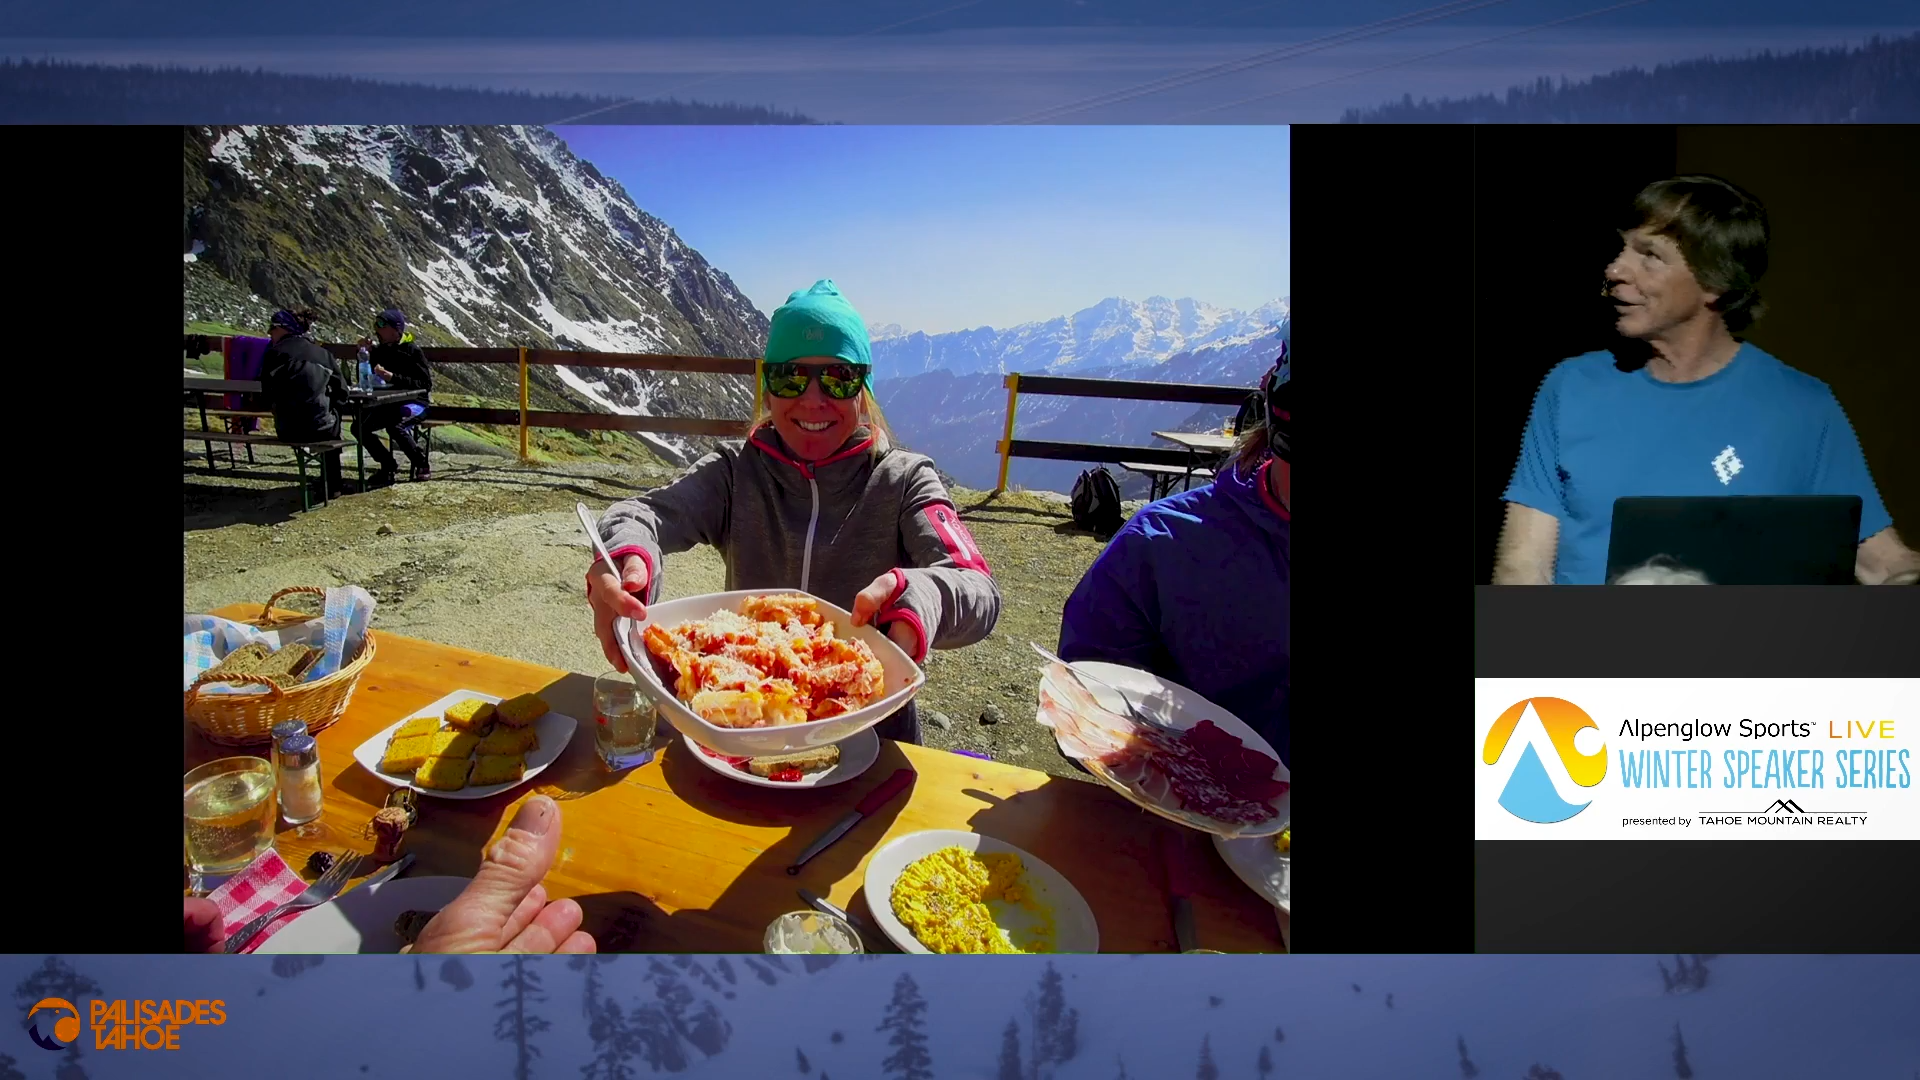 Alpenglow Sports™ LIVE
WINTER SPEAKER SERIES
presented by TAHOE MOUNTAIN REALTY
PALISADES
TAHOE